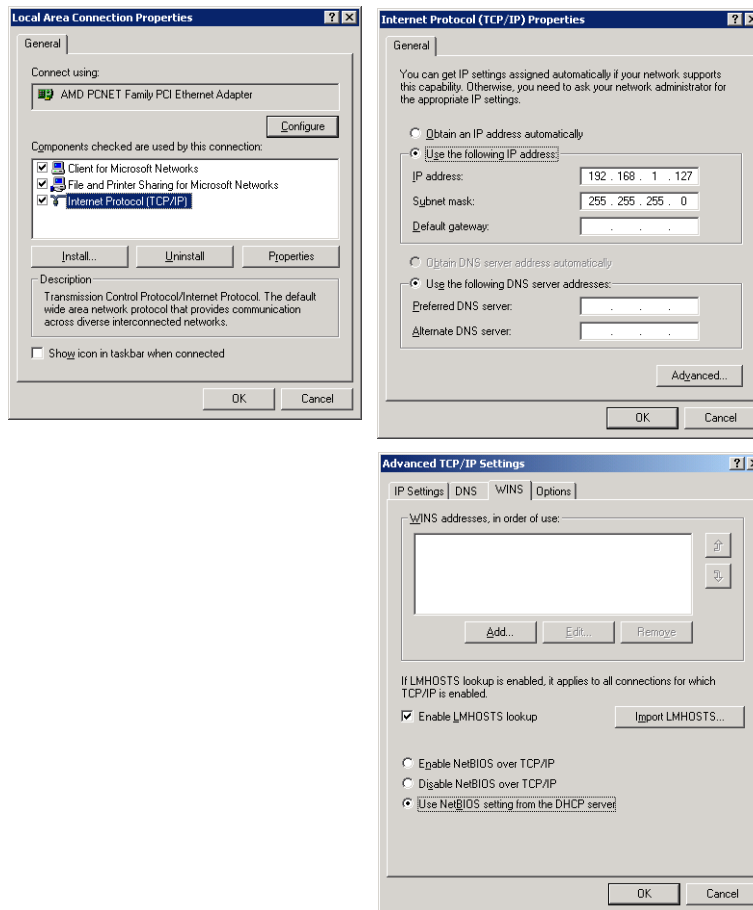 Local Area Connection Properties
General
Connect using:
AMD PCNET Family PCI Ethernet Adapter
Configure
Components checked are used by this connection:
Client for Microsoft Networks
File and Printer Sharing for Microsoft Networks
Internet Protocol (TCP/IP)
Install...
Uninstall
Properties
Description
Transmission Control Protocol/Internet Protocol. The default
wide area network protocol that provides communication
across diverse interconnected networks.
Show icon in taskbar when connected
OK
Cancel
Internet Protocol (TCP/IP) Properties
General
You can get IP settings assigned automatically if your network supports
this capability. Otherwise, you need to ask your network administrator for
the appropriate IP settings.
Obtain an IP address automatically
Use the following IP address:
IP address:
192 . 168 . 1 . 127
Subnet mask:
255 . 255 . 255 . 0
Default gateway:
. . .
Obtain DNS server address automatically
Use the following DNS server addresses:
Preferred DNS server:
. . .
Alternate DNS server:
. . .
Advanced...
OK
Cancel
Advanced TCP/IP Settings
IP Settings
DNS
WINS
Options
WINS addresses, in order of use:
Add...
Edit...
Remove
If LMHOSTS lookup is enabled, it applies to all connections for which
TCP/IP is enabled.
Enable LMHOSTS lookup
Import LMHOSTS...
Enable NetBIOS over TCP/IP
Disable NetBIOS over TCP/IP
Use NetBIOS setting from the DHCP server
OK
Cancel